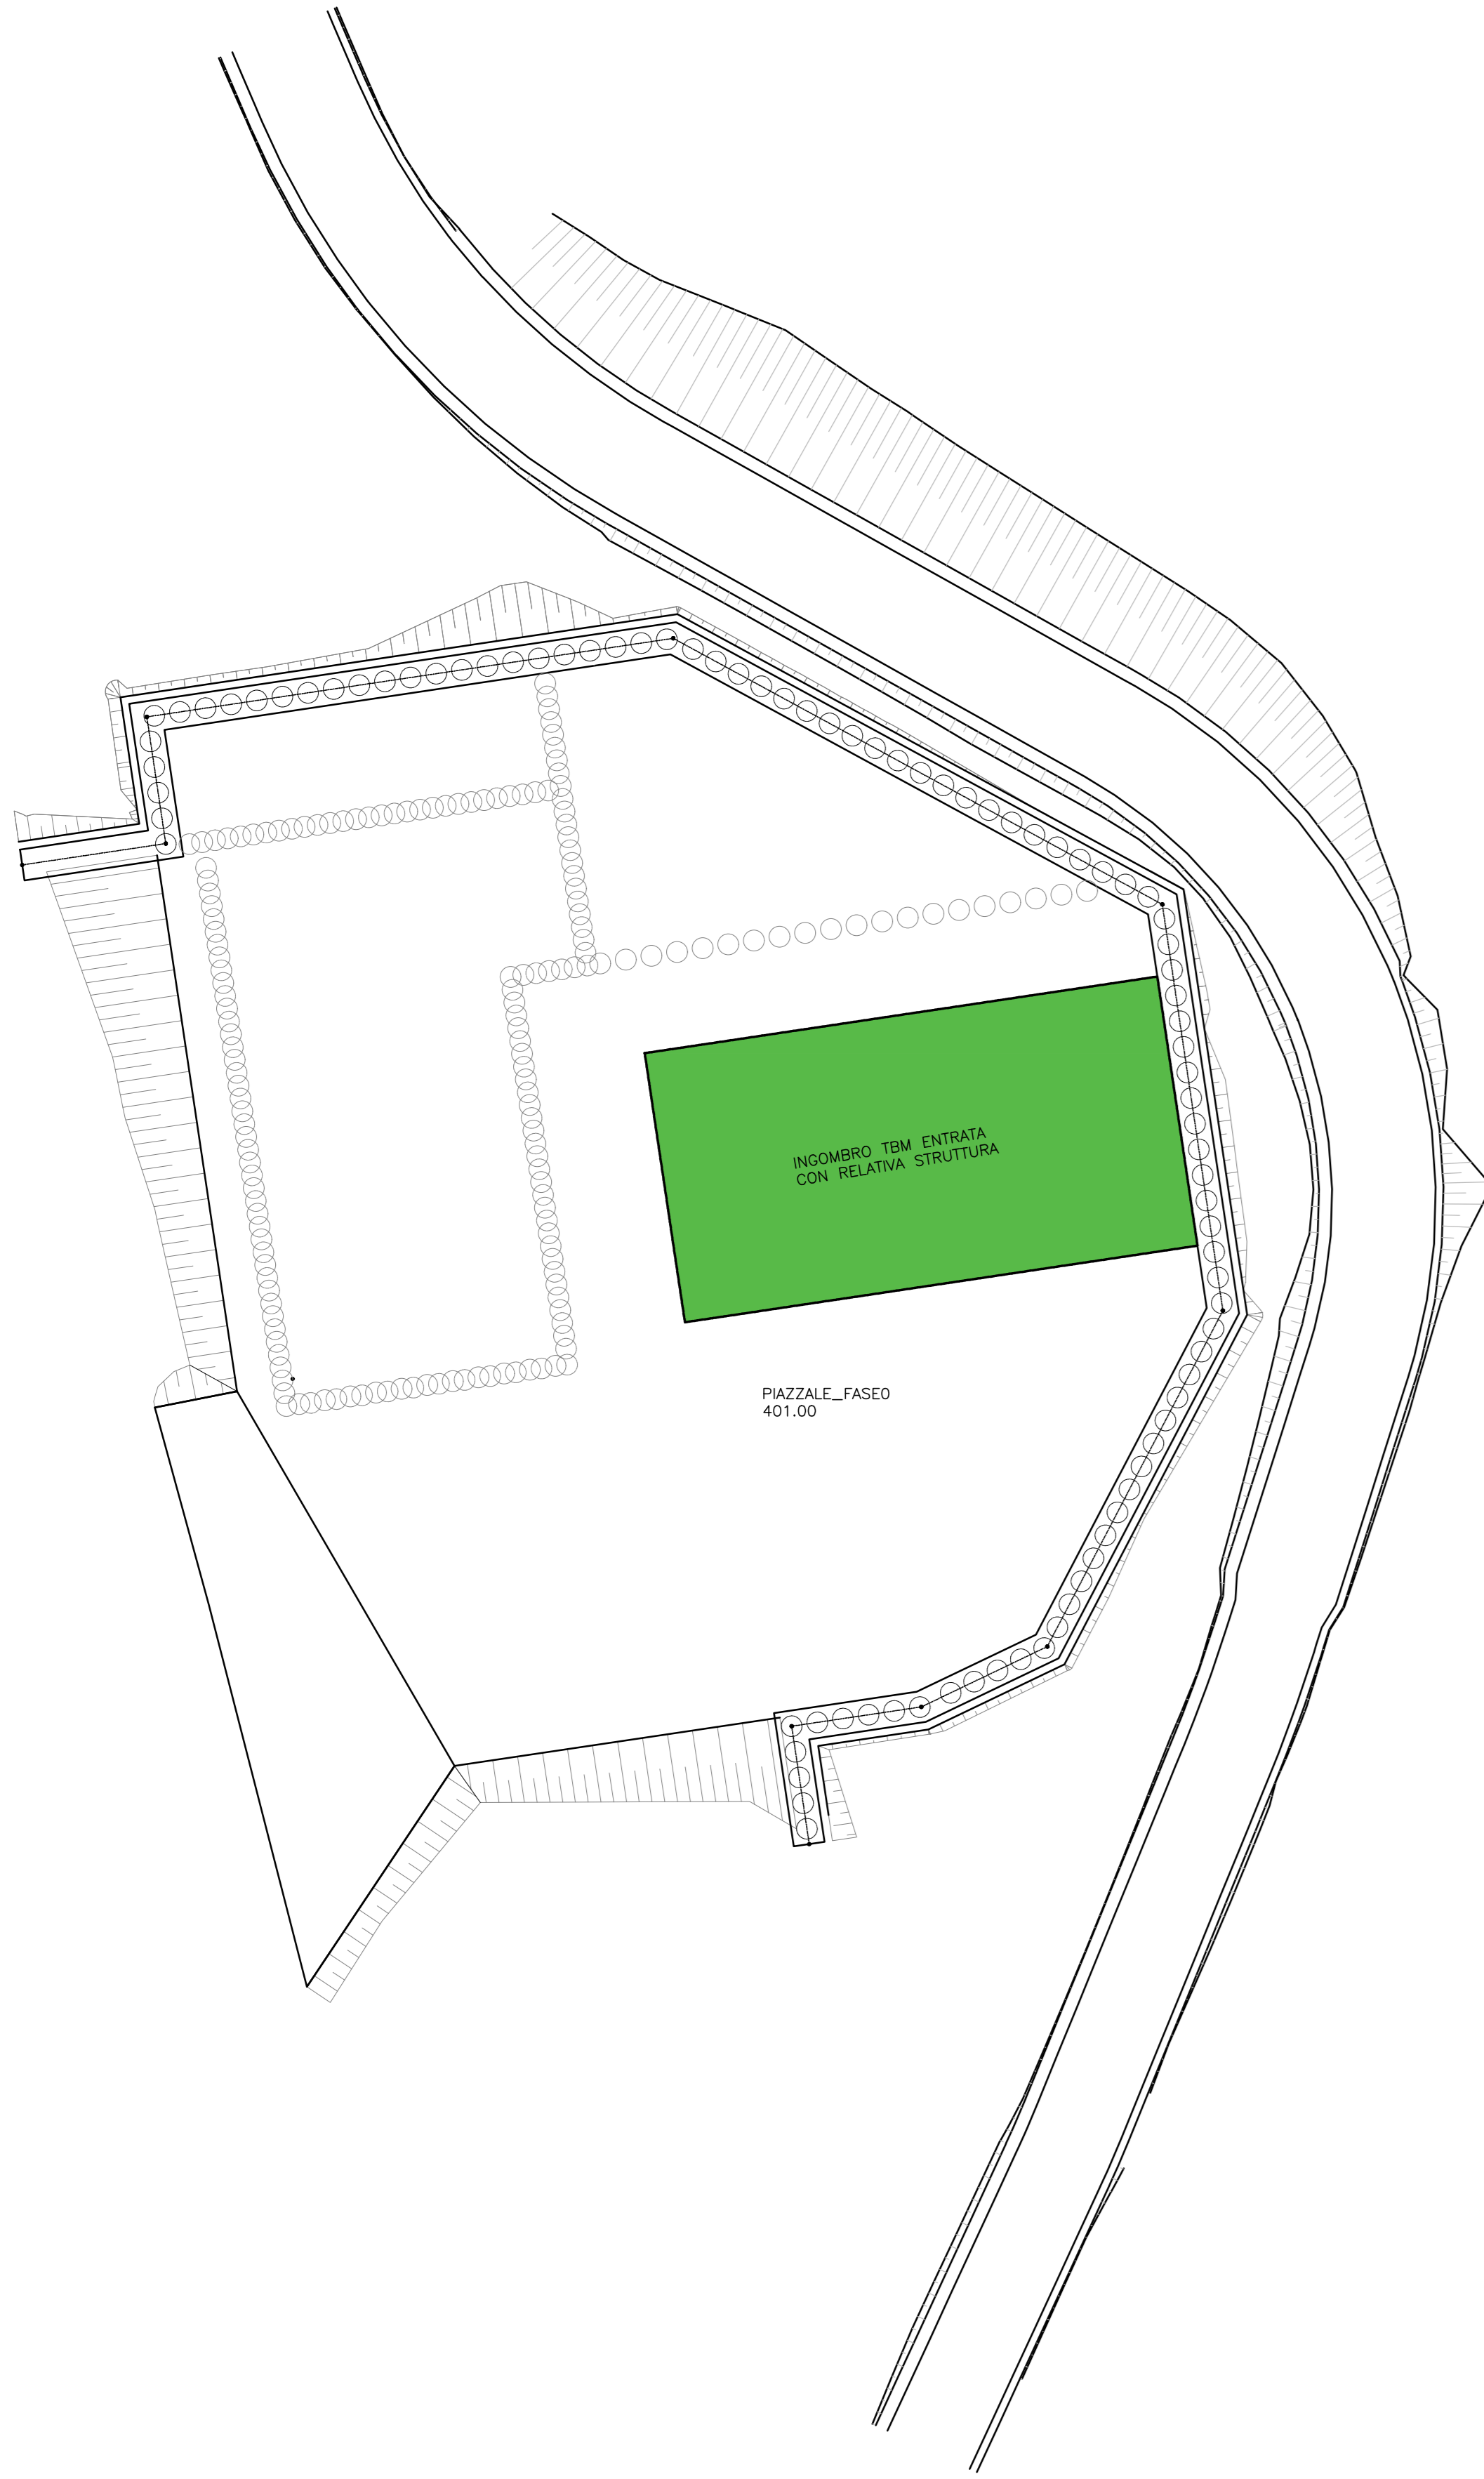 INGOMBRO TBM ENTRATA
CON RELATIVA STRUTTURA
PIAZZALE_FASE0
401.00